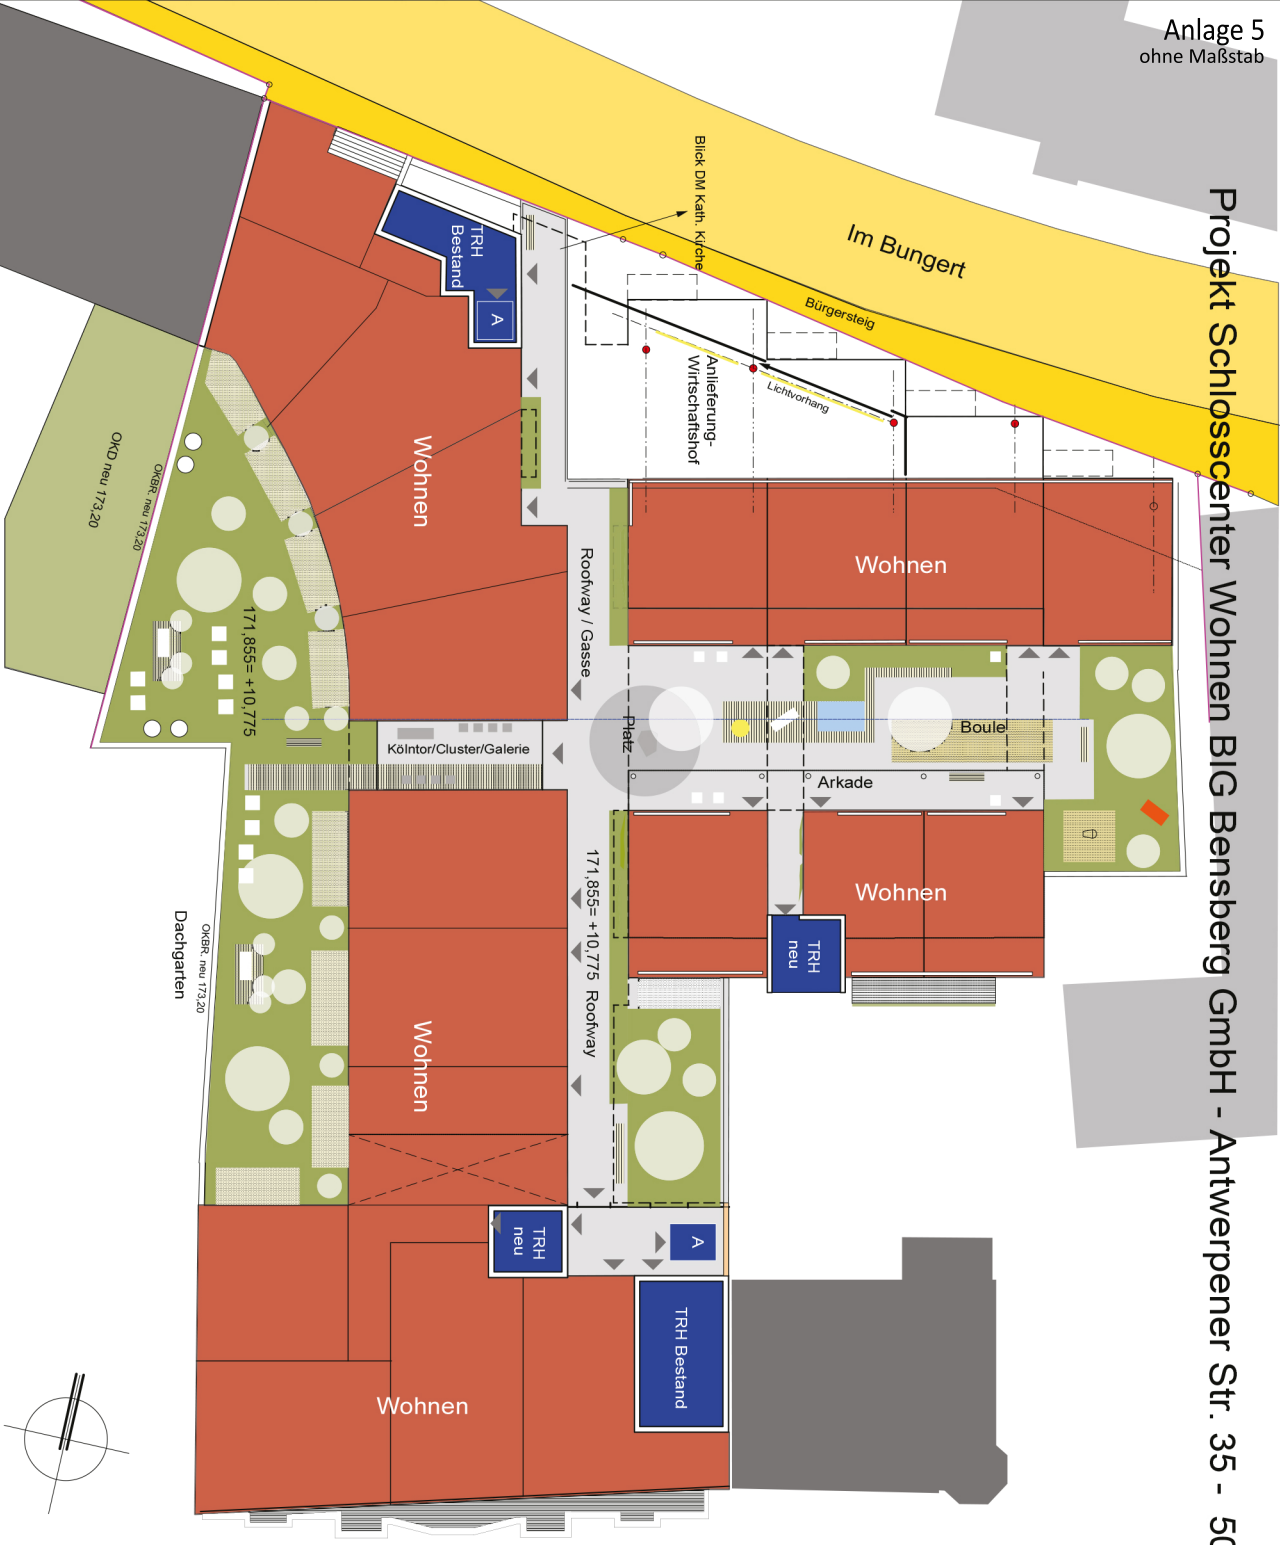 Anlage 5
ohne Maßstab
Projekt Schlosscenter Wohnen BIG Bensberg GmbH - Antwerpener Str. 35 - 50
Im Bungert
Bürgersteig
Blick DM Kath. Kirche
Anlieferung-
Wirtschaftshof
Lichtvorhang
TRH
Bestand
A
Wohnen
Wohnen
Roofway / Gasse
OKD neu 173,20
OKBR. neu 173,20
171,855= +10,775
Kölntor/Cluster/Galerie
Platz
Boule
Arkade
Wohnen
TRH
neu
171,855= +10,775 Roofway
Dachgarten
OKBR. neu 173,20
Wohnen
TRH
neu
A
TRH Bestand
Wohnen